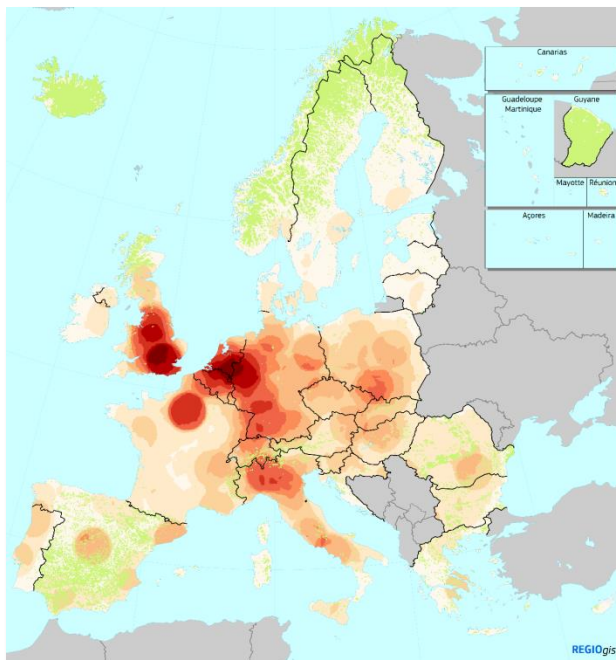 Canarias
Guadeloupe
Martinique
Guyane
Mayotte
Réunion
Açores
Madeira
REGIOgis